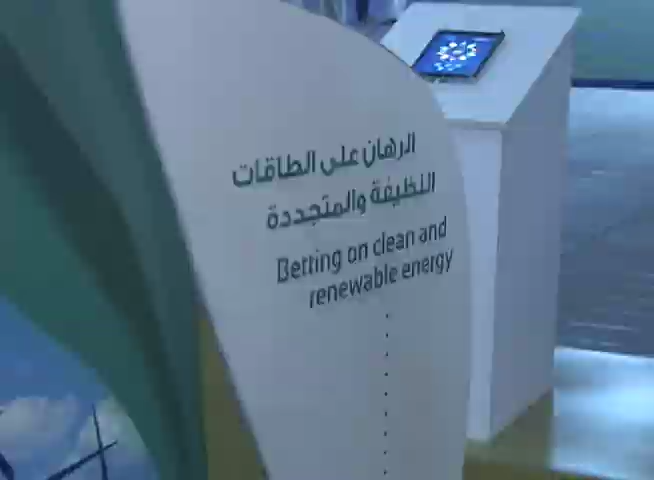 الرهان على الطاقات
النظيفة والمتجددة
Betting on clean and
renewable energy